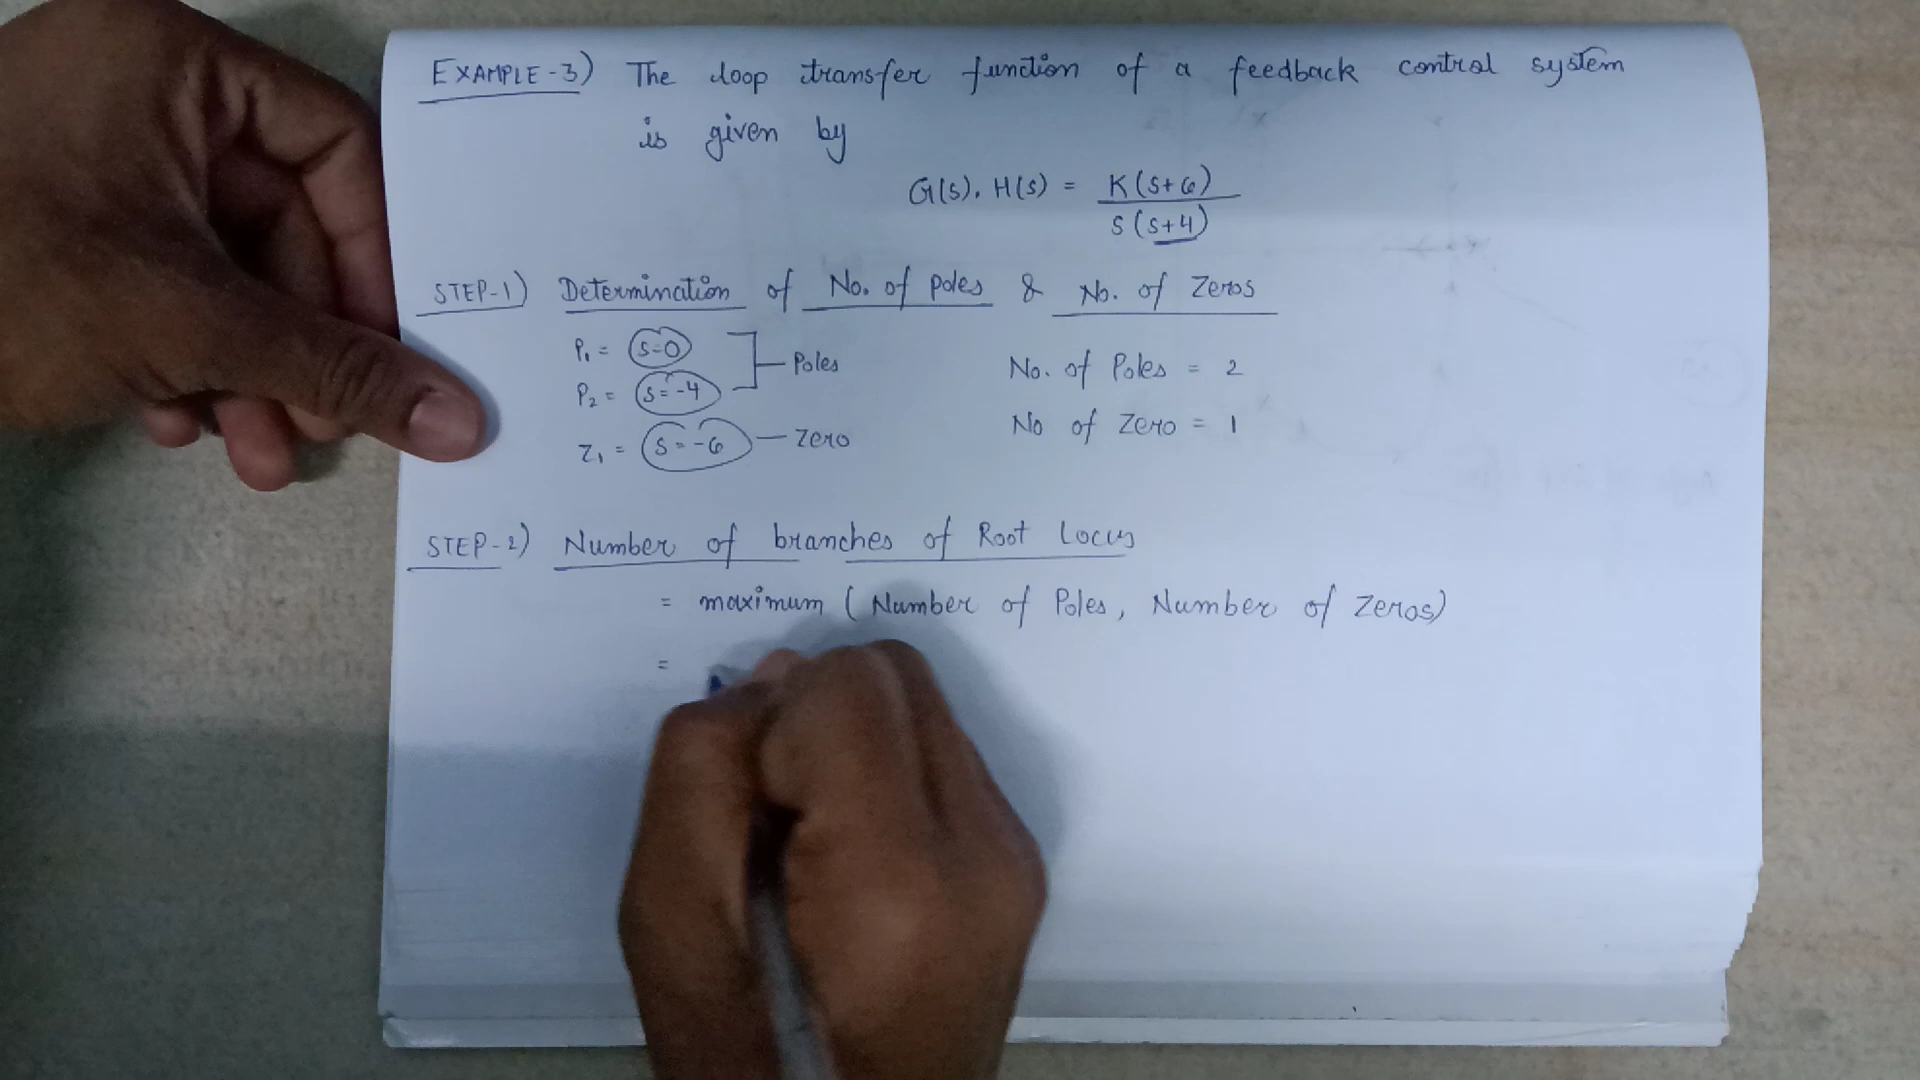 EXAMPLE-3) The loop transfer function of a feedback control system
is given by
G(s). H(s) = K(s+6)
s(s+4)
STEP-1) Determination of No. of poles & No. of Zeros
P1 = s=0
Poles
No. of Poles = 2
P2 = s=-4
Z1 = s=-6 — Zero
No of Zero = 1
STEP-2) Number of branches of Root Locus
= maximum (Number of Poles, Number of Zeros)
=